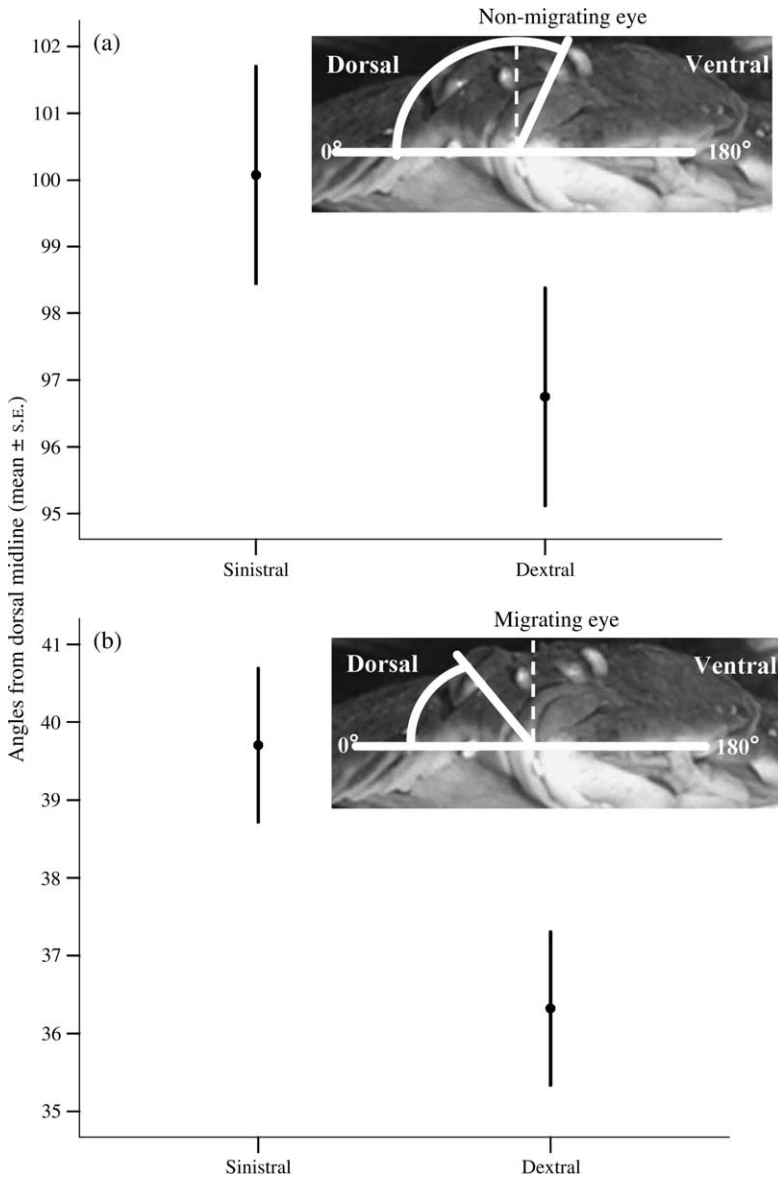 Angles from dorsal midline (mean ± S.E.)
(a)
Non-migrating eye
Dorsal
Ventral
0°
180°
102
101
100
99
98
97
96
95
Sinistral
Dextral
(b)
Migrating eye
Dorsal
Ventral
0°
180°
41
40
39
38
37
36
35
Sinistral
Dextral